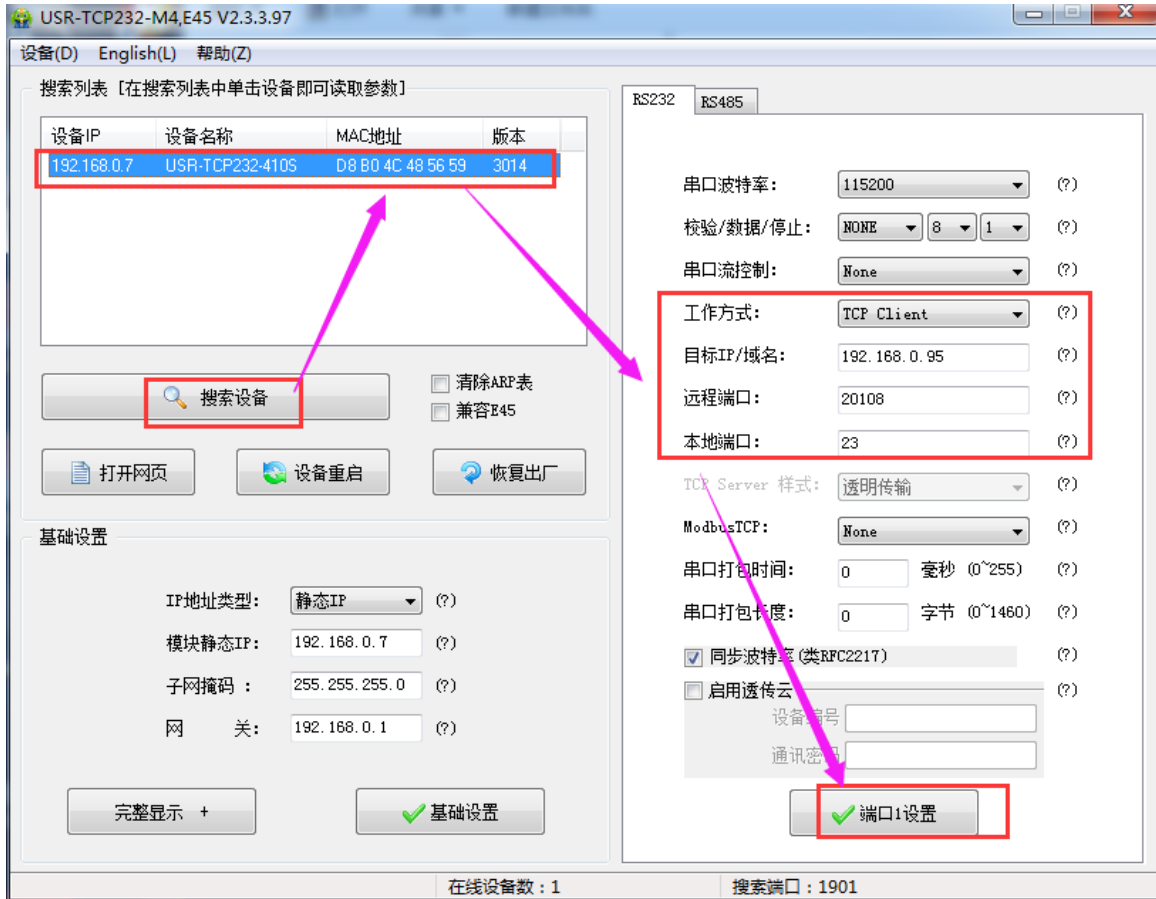 USR-TCP232-M4,E45 V2.3.3.97
设备(D) English(L) 帮助(Z)
搜索列表 [在搜索列表中单击设备即可读取参数]
设备IP 设备名称 MAC地址 版本
192.168.0.7 USR-TCP232-410S D8 B0 4C 48 56 59 3014
搜索设备
清除ARP表
兼容E45
打开网页 设备重启 恢复出厂
基础设置
IP地址类型: 静态IP (?)
模块静态IP: 192.168.0.7 (?)
子网掩码 : 255.255.255.0 (?)
网 关: 192.168.0.1 (?)
完整显示 + 基础设置
RS232 RS485
串口波特率: 115200 (?)
校验/数据/停止: NONE 8 1 (?)
串口流控制: None (?)
工作方式: TCP Client (?)
目标IP/域名: 192.168.0.95 (?)
远程端口: 20108 (?)
本地端口: 23 (?)
TCP Server 样式: 透明传输 (?)
ModbusTCP: None (?)
串口打包时间: 0 毫秒 (0~255) (?)
串口打包长度: 0 字节 (0~1460) (?)
同步波特率(类RFC2217) (?)
启用透传云 (?)
设备编号
通讯密码
端口1设置
在线设备数：1 搜索端口：1901